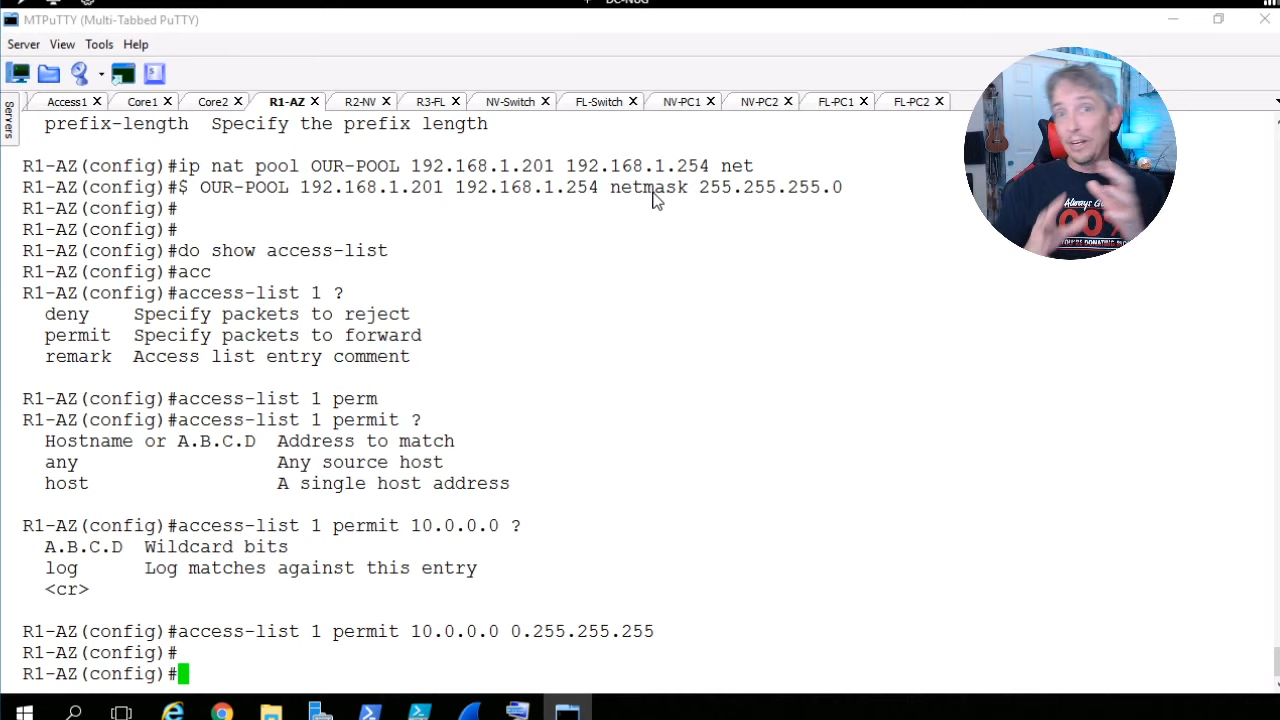 DC-NUG
MTPuTTY (Multi-Tabbed PuTTY)
Server View Tools Help
Servers
Access1 Core1 Core2 R1-AZ R2-NV R3-FL NV-Switch FL-Switch NV-PC1 NV-PC2 FL-PC1 FL-PC2
prefix-length Specify the prefix length
R1-AZ(config)#ip nat pool OUR-POOL 192.168.1.201 192.168.1.254 net
R1-AZ(config)#$ OUR-POOL 192.168.1.201 192.168.1.254 netmask 255.255.255.0
R1-AZ(config)#
R1-AZ(config)#
R1-AZ(config)#do show access-list
R1-AZ(config)#acc
R1-AZ(config)#access-list 1 ?
deny Specify packets to reject
permit Specify packets to forward
remark Access list entry comment
R1-AZ(config)#access-list 1 perm
R1-AZ(config)#access-list 1 permit ?
Hostname or A.B.C.D Address to match
any Any source host
host A single host address
R1-AZ(config)#access-list 1 permit 10.0.0.0 ?
A.B.C.D Wildcard bits
log Log matches against this entry
<cr>
R1-AZ(config)#access-list 1 permit 10.0.0.0 0.255.255.255
R1-AZ(config)#
R1-AZ(config)#
Always
YOU'RE DONATING